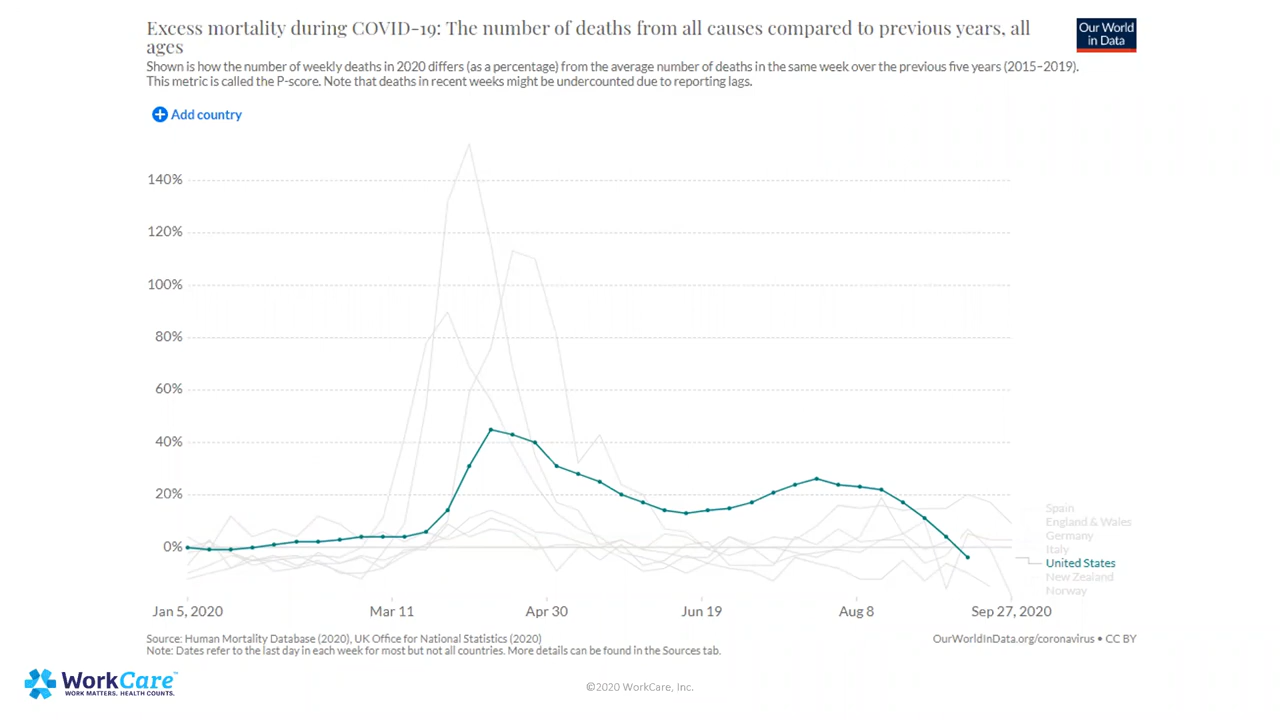 Excess mortality during COVID-19: The number of deaths from all causes compared to previous years, all
ages
Our World
in Data
Shown is how the number of weekly deaths in 2020 differs (as a percentage) from the average number of deaths in the same week over the previous five years (2015–2019).
This metric is called the P-score. Note that deaths in recent weeks might be undercounted due to reporting lags.
Add country
140%
120%
100%
80%
60%
40%
20%
0%
Spain
England & Wales
Germany
Italy
United States
New Zealand
Norway
Jan 5, 2020
Mar 11
Apr 30
Jun 19
Aug 8
Sep 27, 2020
Source: Human Mortality Database (2020), UK Office for National Statistics (2020)
OurWorldInData.org/coronavirus • CC BY
Note: Dates refer to the last day in each week for most but not all countries. More details can be found in the Sources tab.
WorkCare™
WORK MATTERS. HEALTH COUNTS.
©2020 WorkCare, Inc.